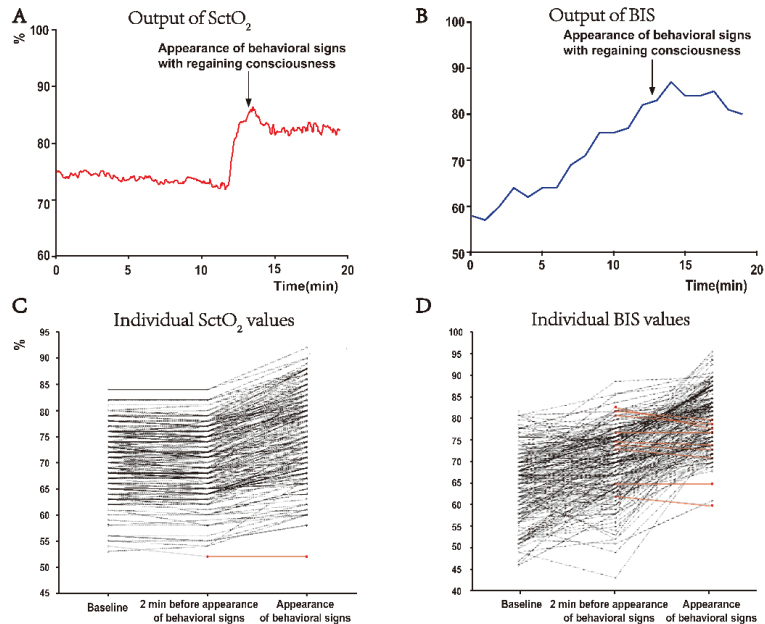 A
Output of SctO2
%
100
90
80
70
60
Appearance of behavioral signs
with regaining consciousness
0
5
10
15
20
Time(min)
B
Output of BIS
100
90
80
70
60
50
Appearance of behavioral signs
with regaining consciousness
0
5
10
15
20
Time(min)
C
Individual SctO2 values
%
95
90
85
80
75
70
65
60
55
50
45
Baseline
2 min before appearance
of behavioral signs
Appearance
of behavioral signs
D
Individual BIS values
100
95
90
85
80
75
70
65
60
55
50
45
40
Baseline
2 min before appearance
of behavioral signs
Appearance
of behavioral signs